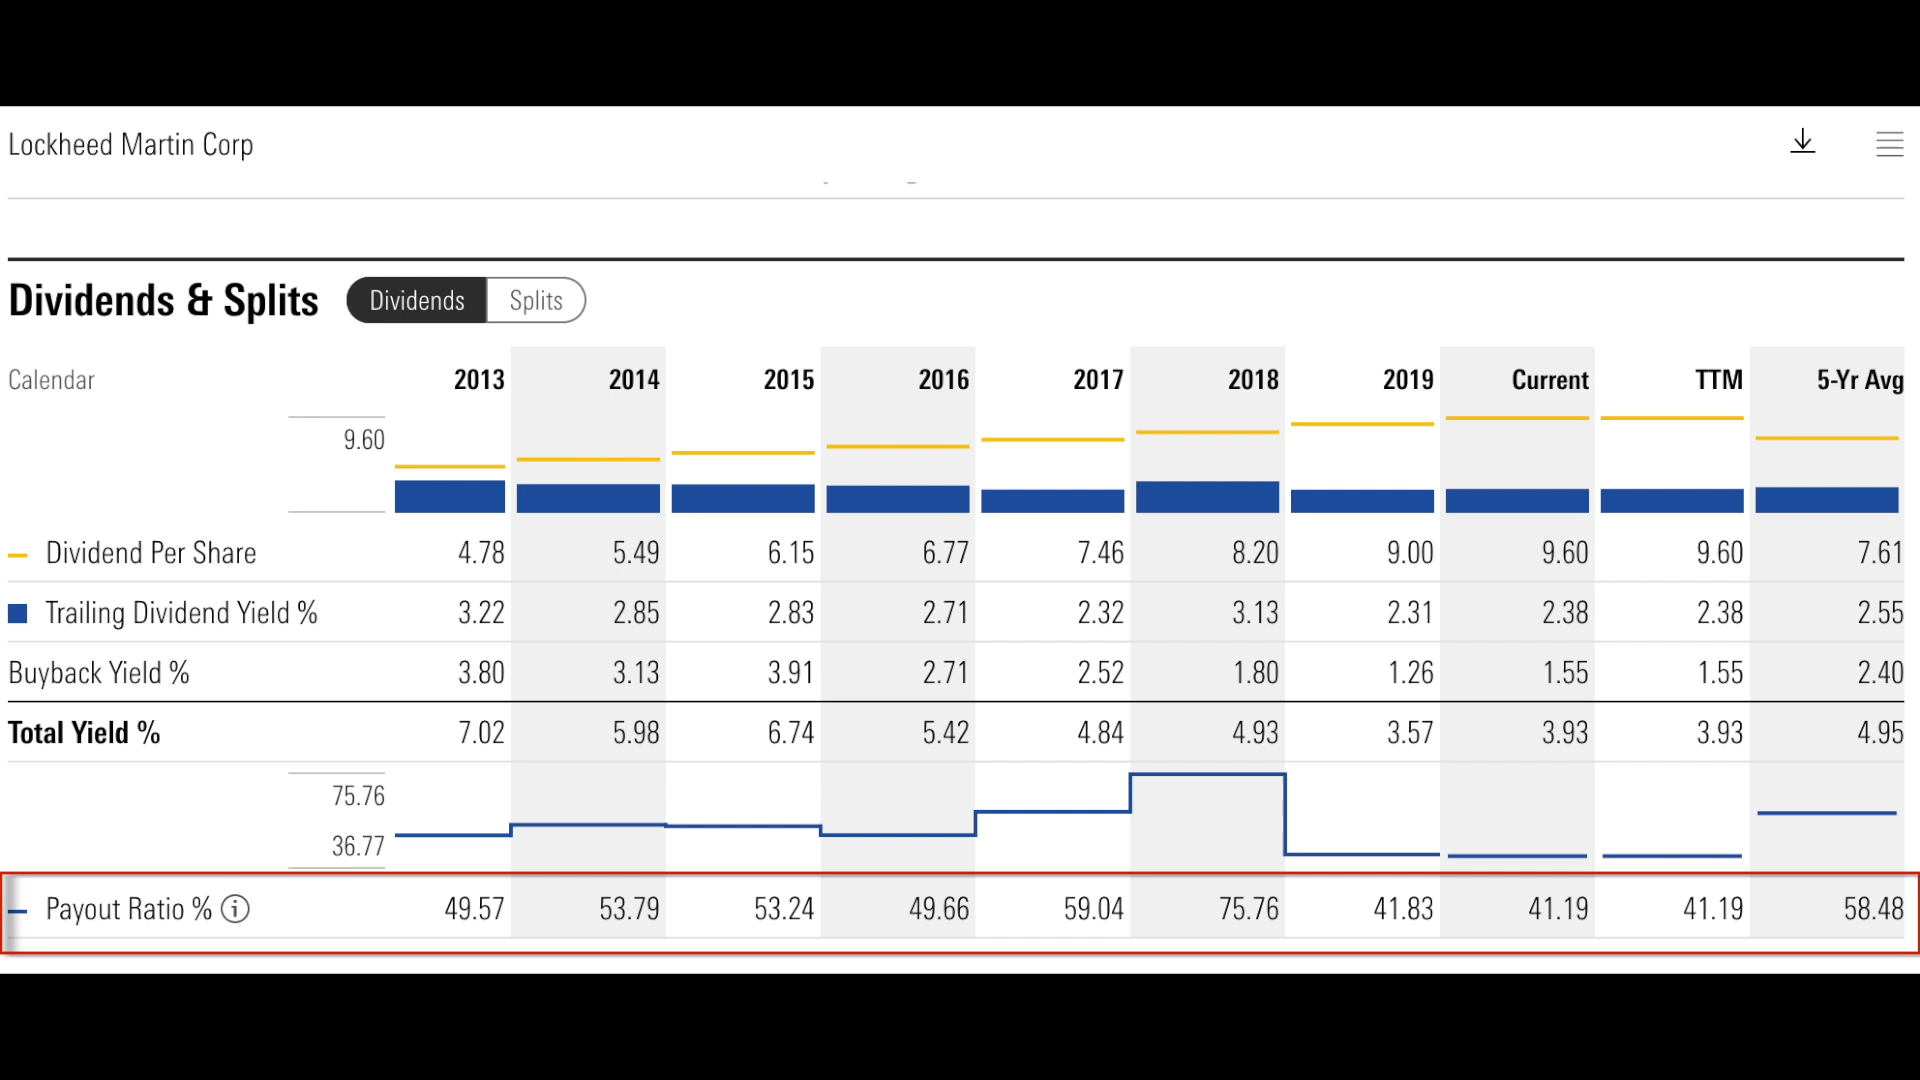 Lockheed Martin Corp
Dividends & Splits Dividends Splits
Calendar 2013 2014 2015 2016 2017 2018 2019 Current TTM 5-Yr Avg
9.60
Dividend Per Share 4.78 5.49 6.15 6.77 7.46 8.20 9.00 9.60 9.60 7.61
Trailing Dividend Yield % 3.22 2.85 2.83 2.71 2.32 3.13 2.31 2.38 2.38 2.55
Buyback Yield % 3.80 3.13 3.91 2.71 2.52 1.80 1.26 1.55 1.55 2.40
Total Yield % 7.02 5.98 6.74 5.42 4.84 4.93 3.57 3.93 3.93 4.95
75.76
36.77
Payout Ratio % i 49.57 53.79 53.24 49.66 59.04 75.76 41.83 41.19 41.19 58.48